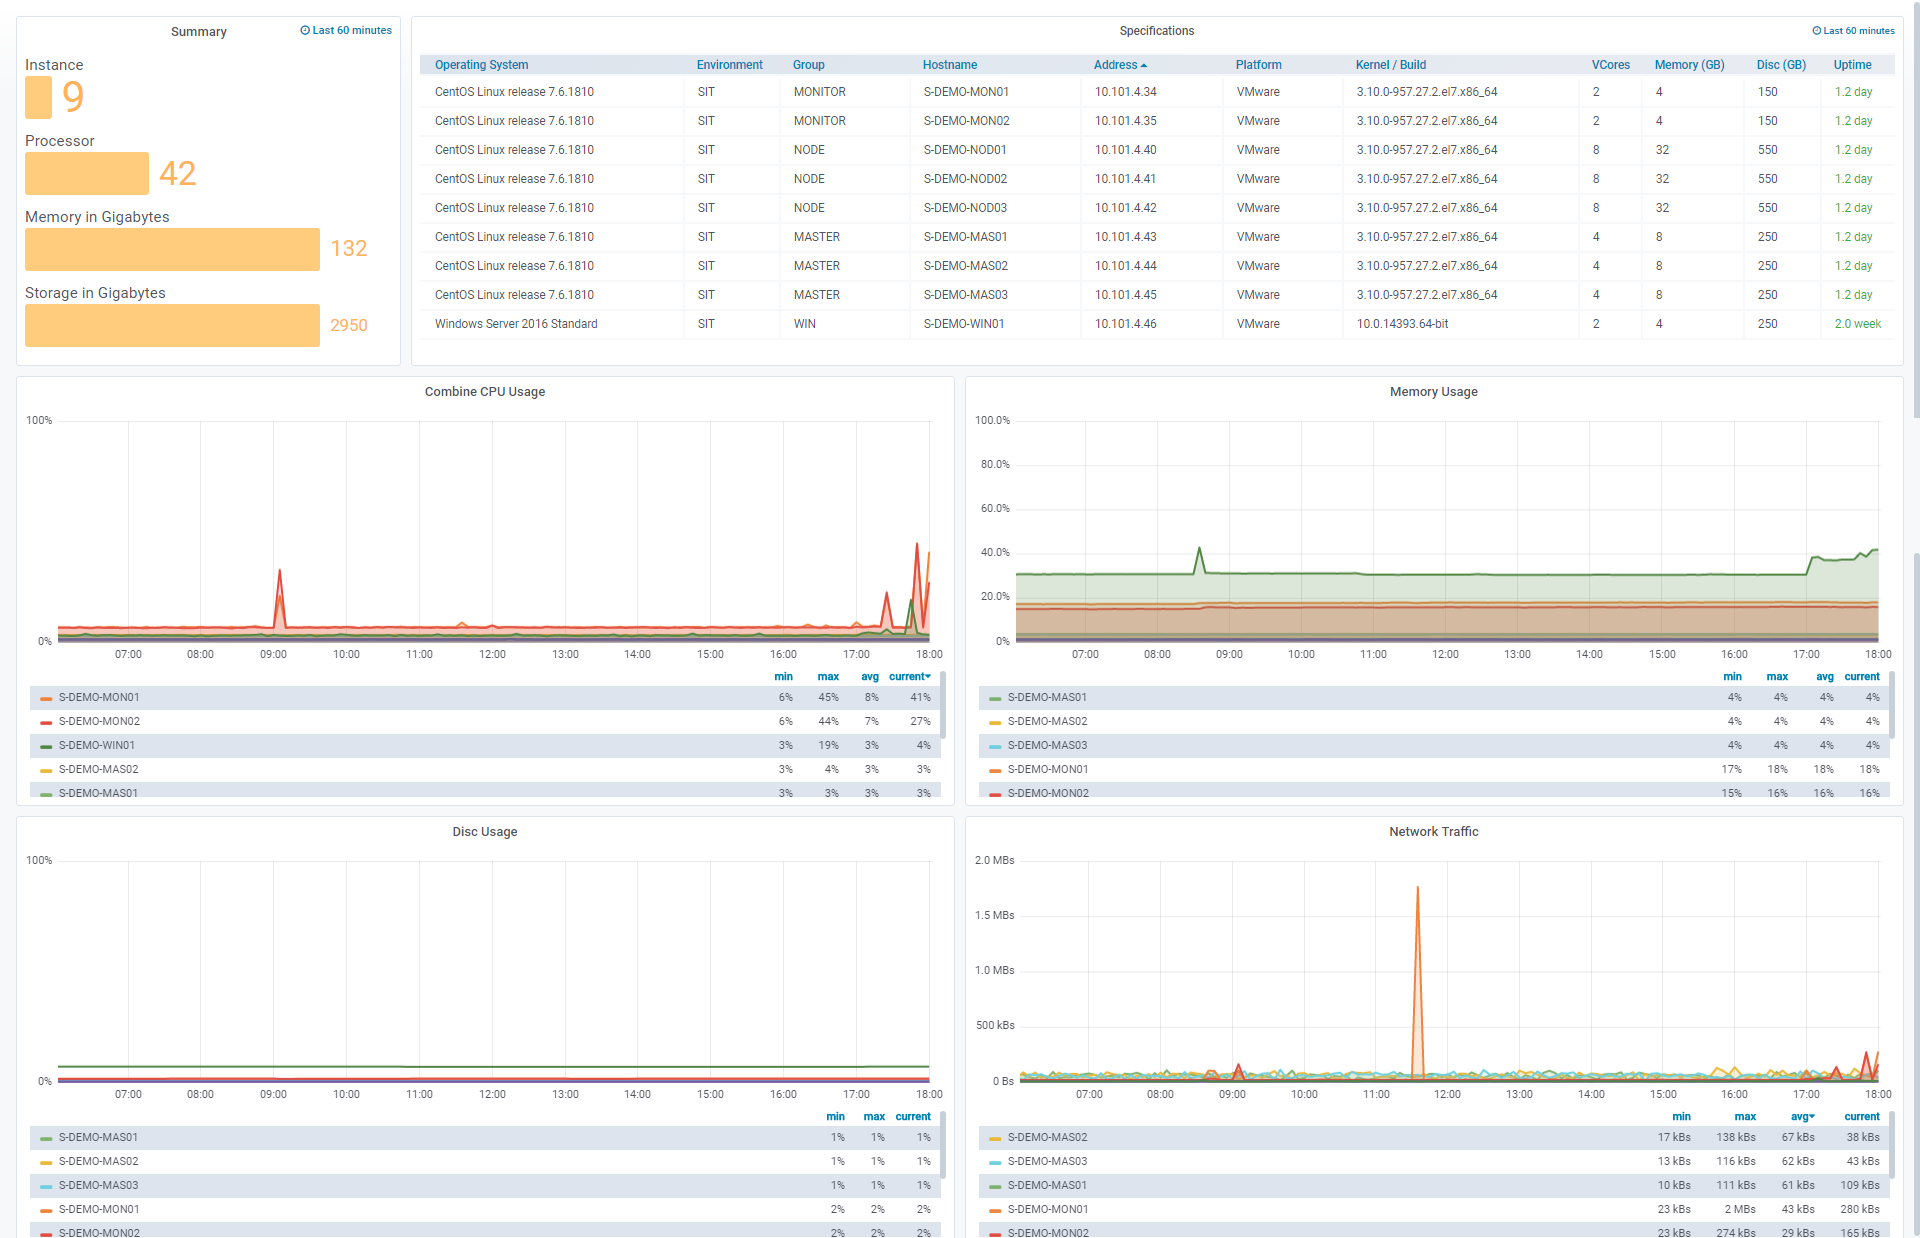 Summary
Last 60 minutes
Instance
9
Processor
42
Memory in Gigabytes
132
Storage in Gigabytes
2950
Specifications
Last 60 minutes
Operating System Environment Group Hostname Address Platform Kernel / Build VCores Memory (GB) Disc (GB) Uptime
CentOS Linux release 7.6.1810 SIT MONITOR S-DEMO-MON01 10.101.4.34 VMware 3.10.0-957.27.2.el7.x86_64 2 4 150 1.2 day
CentOS Linux release 7.6.1810 SIT MONITOR S-DEMO-MON02 10.101.4.35 VMware 3.10.0-957.27.2.el7.x86_64 2 4 150 1.2 day
CentOS Linux release 7.6.1810 SIT NODE S-DEMO-NOD01 10.101.4.40 VMware 3.10.0-957.27.2.el7.x86_64 8 32 550 1.2 day
CentOS Linux release 7.6.1810 SIT NODE S-DEMO-NOD02 10.101.4.41 VMware 3.10.0-957.27.2.el7.x86_64 8 32 550 1.2 day
CentOS Linux release 7.6.1810 SIT NODE S-DEMO-NOD03 10.101.4.42 VMware 3.10.0-957.27.2.el7.x86_64 8 32 550 1.2 day
CentOS Linux release 7.6.1810 SIT MASTER S-DEMO-MAS01 10.101.4.43 VMware 3.10.0-957.27.2.el7.x86_64 4 8 250 1.2 day
CentOS Linux release 7.6.1810 SIT MASTER S-DEMO-MAS02 10.101.4.44 VMware 3.10.0-957.27.2.el7.x86_64 4 8 250 1.2 day
CentOS Linux release 7.6.1810 SIT MASTER S-DEMO-MAS03 10.101.4.45 VMware 3.10.0-957.27.2.el7.x86_64 4 8 250 1.2 day
Windows Server 2016 Standard SIT WIN S-DEMO-WIN01 10.101.4.46 VMware 10.0.14393.64-bit 2 4 250 2.0 week
Combine CPU Usage
100%
0%
07:00 08:00 09:00 10:00 11:00 12:00 13:00 14:00 15:00 16:00 17:00 18:00
min max avg current
S-DEMO-MON01 6% 45% 8% 41%
S-DEMO-MON02 6% 44% 7% 27%
S-DEMO-WIN01 3% 19% 3% 4%
S-DEMO-MAS02 3% 4% 3% 3%
S-DEMO-MAS01 3% 3% 3% 3%
Memory Usage
100.0%
80.0%
60.0%
40.0%
20.0%
0%
07:00 08:00 09:00 10:00 11:00 12:00 13:00 14:00 15:00 16:00 17:00 18:00
min max avg current
S-DEMO-MAS01 4% 4% 4% 4%
S-DEMO-MAS02 4% 4% 4% 4%
S-DEMO-MAS03 4% 4% 4% 4%
S-DEMO-MON01 17% 18% 18% 18%
S-DEMO-MON02 15% 16% 16% 16%
Disc Usage
100%
0%
07:00 08:00 09:00 10:00 11:00 12:00 13:00 14:00 15:00 16:00 17:00 18:00
min max current
S-DEMO-MAS01 1% 1% 1%
S-DEMO-MAS02 1% 1% 1%
S-DEMO-MAS03 1% 1% 1%
S-DEMO-MON01 2% 2% 2%
S-DEMO-MON02 2% 2% 2%
Network Traffic
2.0 MBs
1.5 MBs
1.0 MBs
500 kBs
0 Bs
07:00 08:00 09:00 10:00 11:00 12:00 13:00 14:00 15:00 16:00 17:00 18:00
min max avg current
S-DEMO-MAS02 17 kBs 138 kBs 67 kBs 38 kBs
S-DEMO-MAS03 13 kBs 116 kBs 62 kBs 43 kBs
S-DEMO-MAS01 10 kBs 111 kBs 61 kBs 109 kBs
S-DEMO-MON01 23 kBs 2 MBs 43 kBs 280 kBs
S-DEMO-MON02 23 kBs 274 kBs 29 kBs 165 kBs